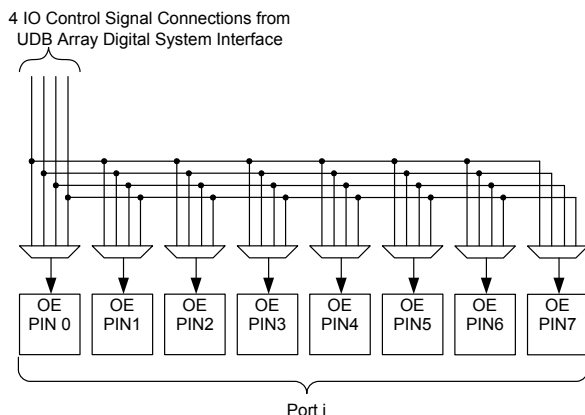 4 IO Control Signal Connections from
UDB Array Digital System Interface
OE
PIN 0
OE
PIN1
OE
PIN2
OE
PIN3
OE
PIN4
OE
PIN5
OE
PIN6
OE
PIN7
Port i